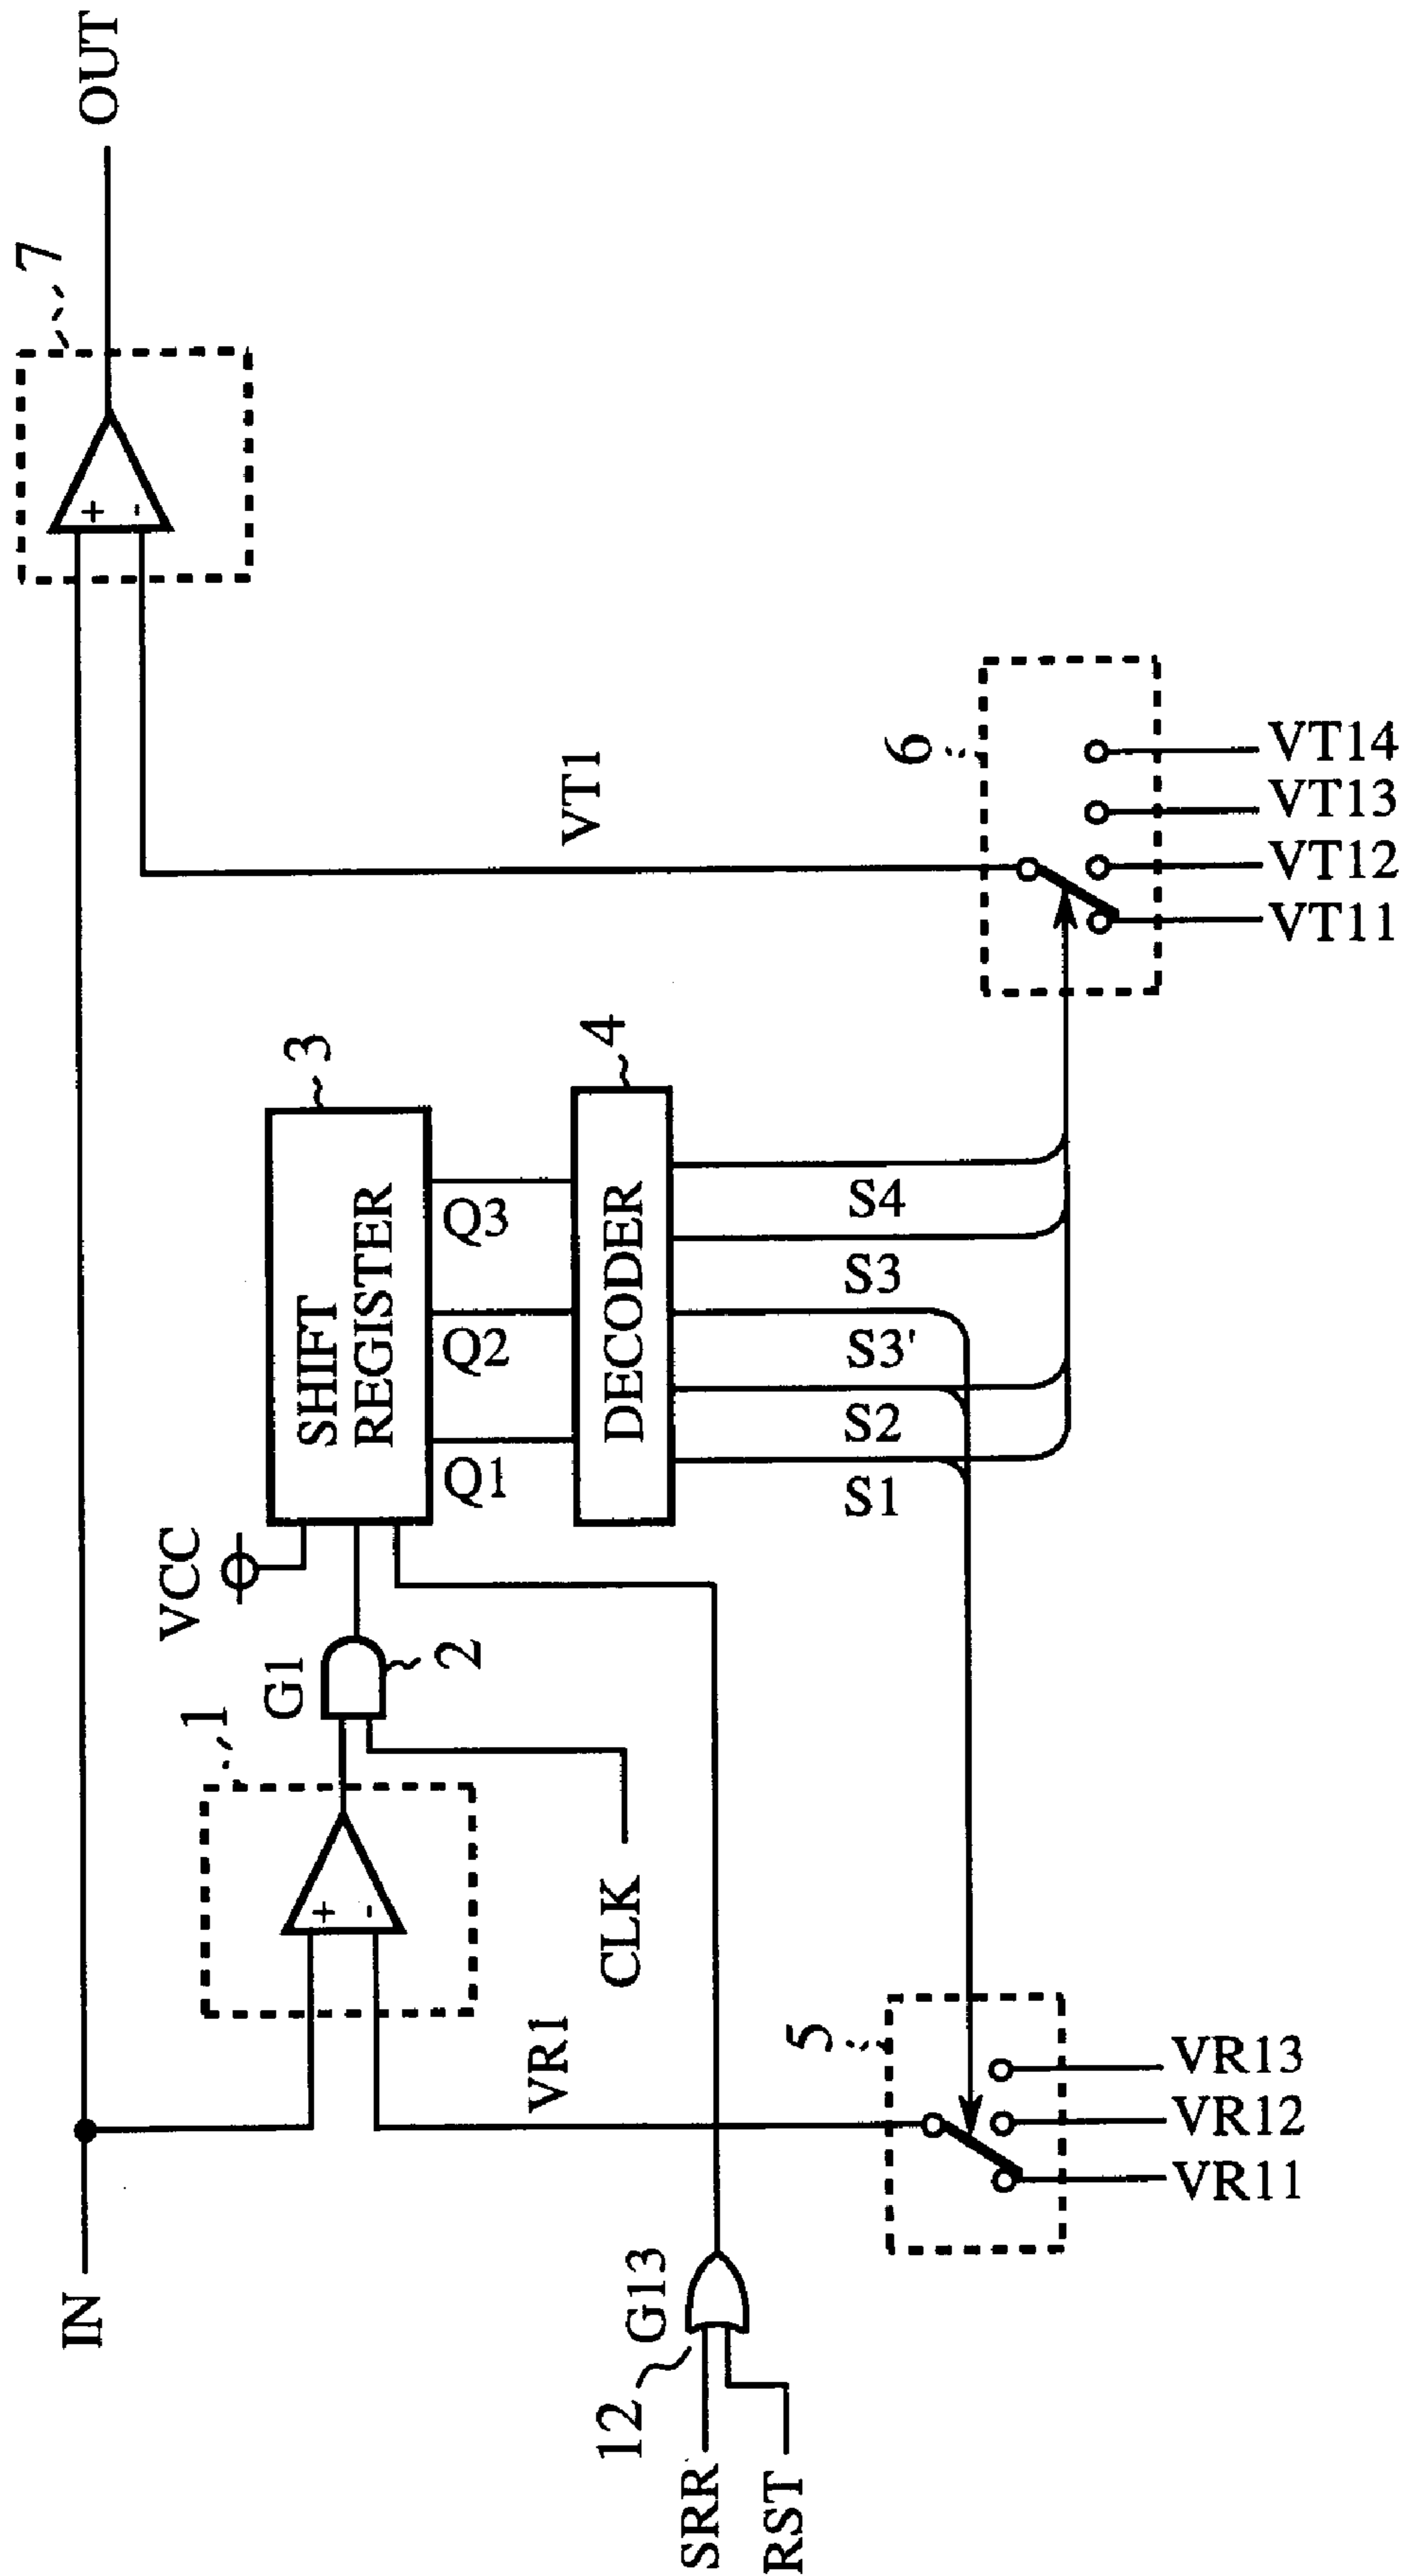 IN
OUT
7
1
G1
2
VCC
SHIFT
REGISTER
3
Q1
Q2
Q3
DECODER
4
+
-
+
-
CLK
VR1
VT1
S1
S2
S3'
S3
S4
12
G13
SRR
RST
5
VR11
VR12
VR13
6
VT11
VT12
VT13
VT14